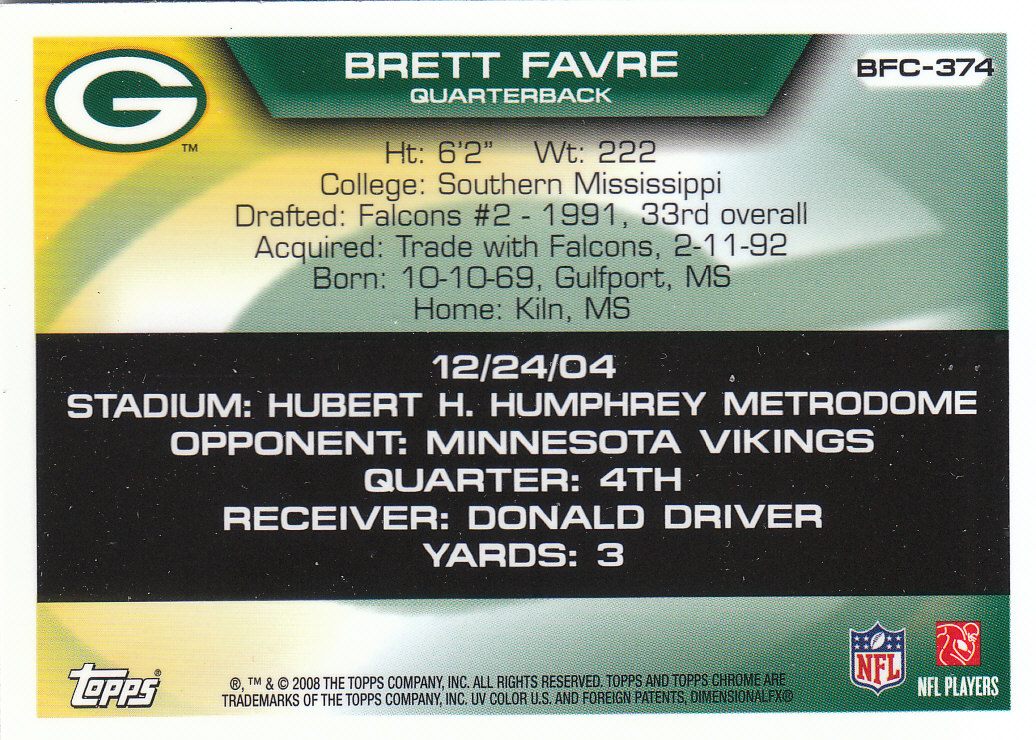 G
TM
BRETT FAVRE
QUARTERBACK
BFC-374
Ht: 6'2" Wt: 222
College: Southern Mississippi
Drafted: Falcons #2 - 1991, 33rd overall
Acquired: Trade with Falcons, 2-11-92
Born: 10-10-69, Gulfport, MS
Home: Kiln, MS
12/24/04
STADIUM: HUBERT H. HUMPHREY METRODOME
OPPONENT: MINNESOTA VIKINGS
QUARTER: 4TH
RECEIVER: DONALD DRIVER
YARDS: 3
topps®
®, ™ & © 2008 THE TOPPS COMPANY, INC. ALL RIGHTS RESERVED. TOPPS AND TOPPS CHROME ARE
TRADEMARKS OF THE TOPPS COMPANY, INC. UV COLOR U.S. AND FOREIGN PATENTS, DIMENSIONALFX®
NFL
NFL PLAYERS